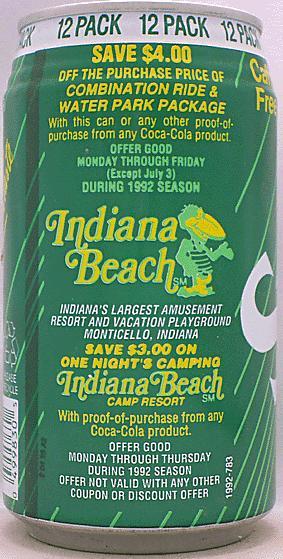 12 PACK 12 PACK 12 PACK
SAVE $4.00
OFF THE PURCHASE PRICE OF
COMBINATION RIDE &
WATER PARK PACKAGE
With this can or any other proof-of-
purchase from any Coca-Cola product.
OFFER GOOD
MONDAY THROUGH FRIDAY
(Except July 3)
DURING 1992 SEASON
Indiana
Beach SM
INDIANA'S LARGEST AMUSEMENT
RESORT AND VACATION PLAYGROUND
MONTICELLO, INDIANA
SAVE $3.00 ON
ONE NIGHT'S CAMPING
Indiana Beach SM
CAMP RESORT
With proof-of-purchase from any
Coca-Cola product.
OFFER GOOD
MONDAY THROUGH THURSDAY
DURING 1992 SEASON
OFFER NOT VALID WITH ANY OTHER
COUPON OR DISCOUNT OFFER
1992-783